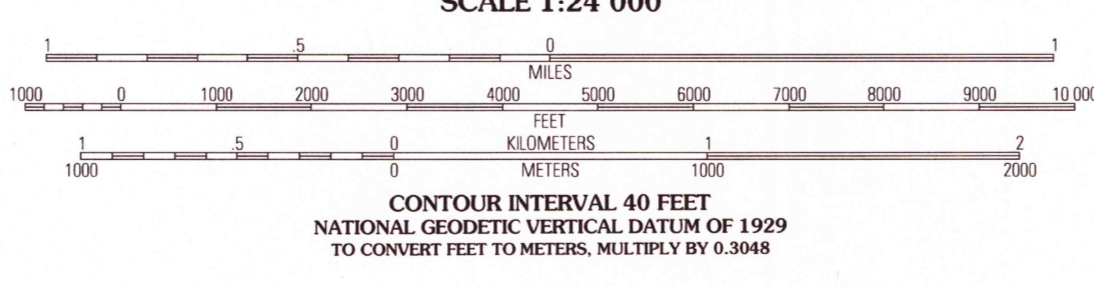 SCALE 1:24 000
1 .5 0 1
MILES
1000 0 1000 2000 3000 4000 5000 6000 7000 8000 9000 10 000
FEET
1 .5 0 KILOMETERS 1 2
1000 0 METERS 1000 2000
CONTOUR INTERVAL 40 FEET
NATIONAL GEODETIC VERTICAL DATUM OF 1929
TO CONVERT FEET TO METERS, MULTIPLY BY 0.3048